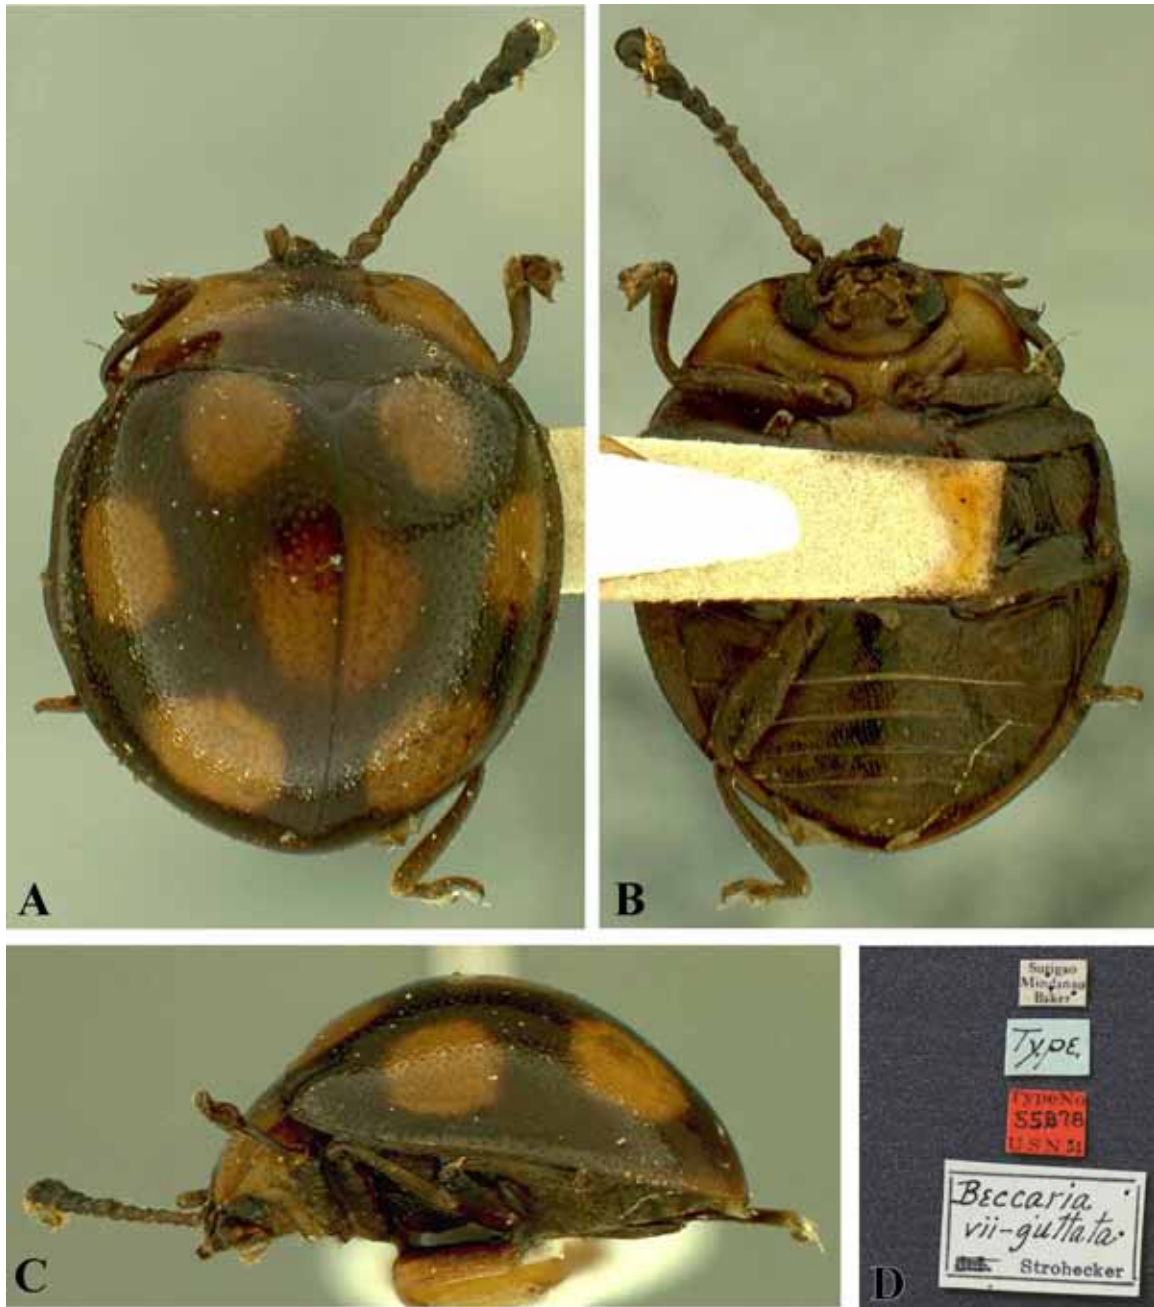 A
B
C
D
Surigao
Mindanao
Baker
Type.
Type No
55878
U S N M
Beccaria
vii-guttata
Strohecker